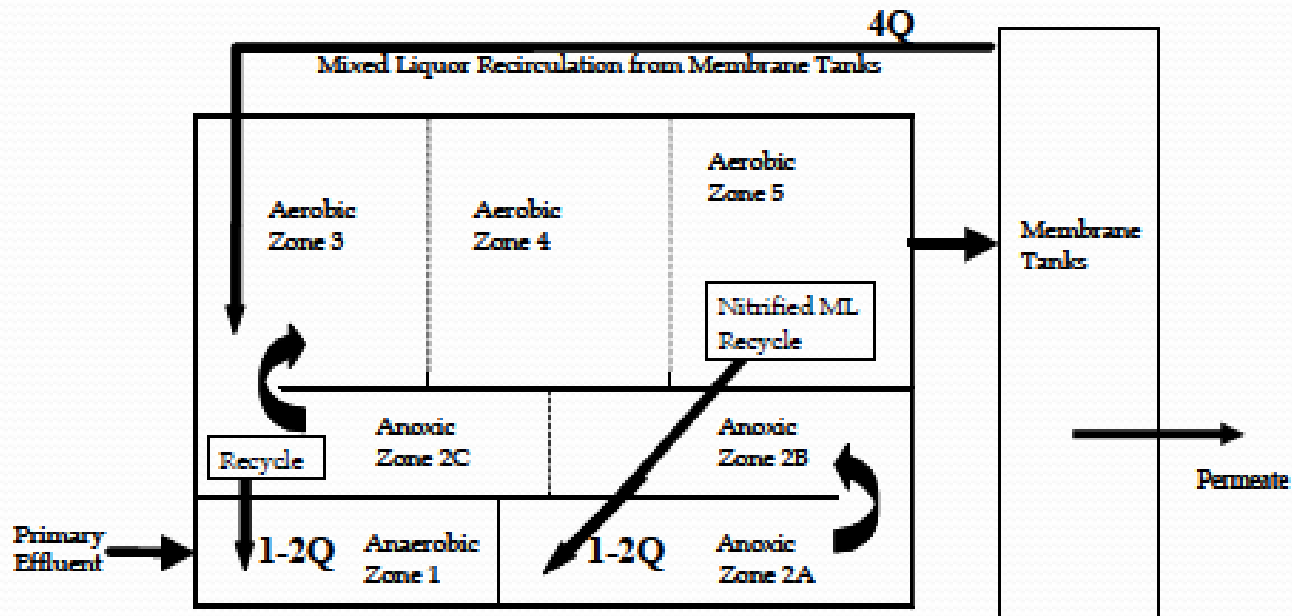 4Q
Mixed Liquor Recirculation from Membrane Tanks
Aerobic
Zone 3
Aerobic
Zone 4
Aerobic
Zone 5
Membrane
Tanks
Nitrified ML
Recycle
Anoxic
Zone 2C
Anoxic
Zone 2B
Recycle
Permeate
Primary
Effluent
1-2Q
Anaerobic
Zone 1
1-2Q
Anoxic
Zone 2A